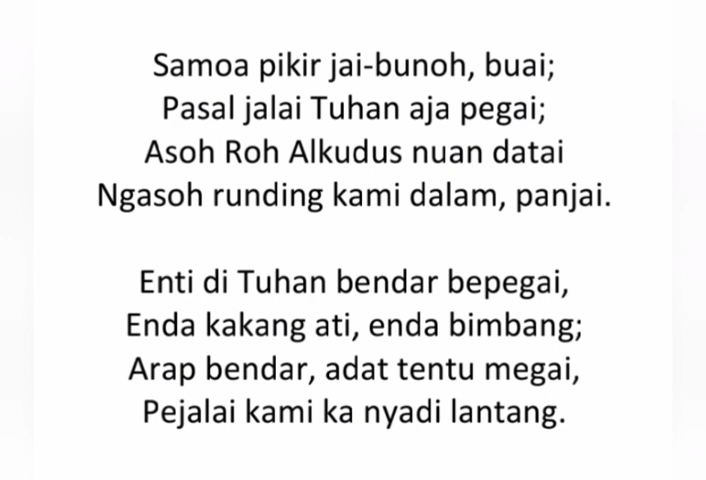 Samoa pikir jai-bunoh, buai;
Pasal jalai Tuhan aja pegai;
Asoh Roh Alkudus nuan datai
Ngasoh runding kami dalam, panjai.
Enti di Tuhan bendar bepegai,
Enda kakang ati, enda bimbang;
Arap bendar, adat tentu megai,
Pejalai kami ka nyadi lantang.